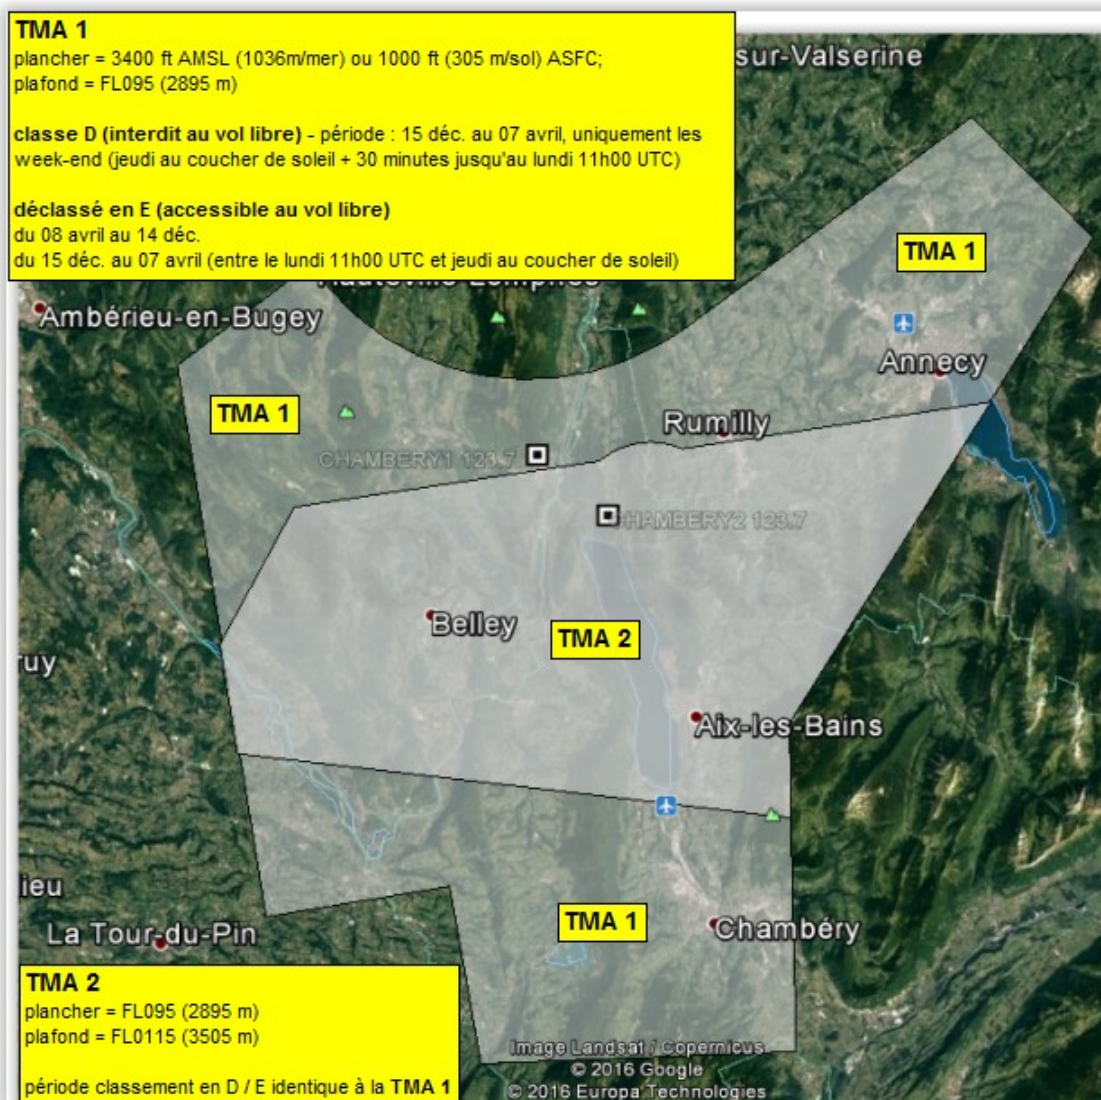 TMA 1
plancher = 3400 ft AMSL (1036m/mer) ou 1000 ft (305 m/sol) ASFC;
plafond = FL095 (2895 m)
classe D (interdit au vol libre) - période : 15 déc. au 07 avril, uniquement les
week-end (jeudi au coucher de soleil + 30 minutes jusqu'au lundi 11h00 UTC)
déclassé en E (accessible au vol libre)
du 08 avril au 14 déc.
du 15 déc. au 07 avril (entre le lundi 11h00 UTC et jeudi au coucher de soleil)
sur-Valserine
TMA 1
Ambérieu-en-Bugey
Annecy
TMA 1
Rumilly
CHAMBERY1 123.7
CHAMBERY2 123.7
Belley
TMA 2
ruy
Aix-les-Bains
ieu
TMA 1
Chambéry
La Tour-du-Pin
TMA 2
plancher = FL095 (2895 m)
plafond = FL0115 (3505 m)
période classement en D / E identique à la TMA 1
Image Landsat / Copernicus
© 2016 Google
© 2016 Europa Technologies